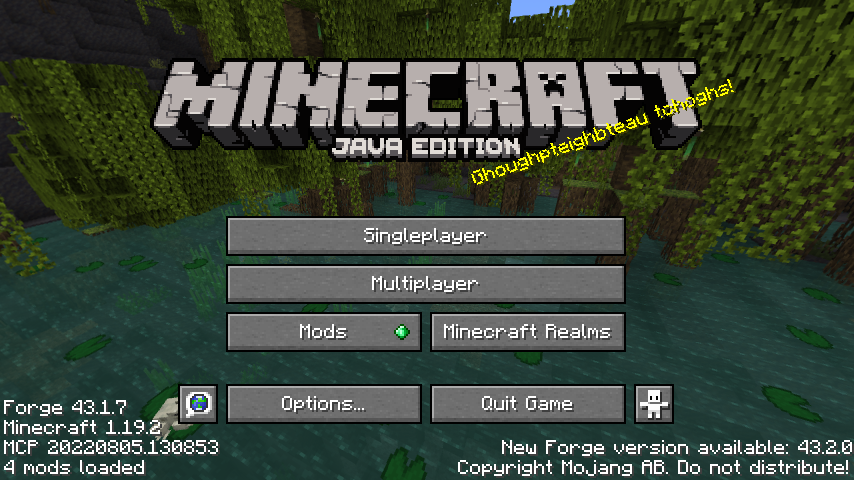 MINECRAFT
JAVA EDITION
Ghoughpteighbteau tchoghs!
Singleplayer
Multiplayer
Mods
Minecraft Realms
Options...
Quit Game
Forge 43.1.7
Minecraft 1.19.2
MCP 20220805.130853
4 mods loaded
New Forge version available: 43.2.0
Copyright Mojang AB. Do not distribute!